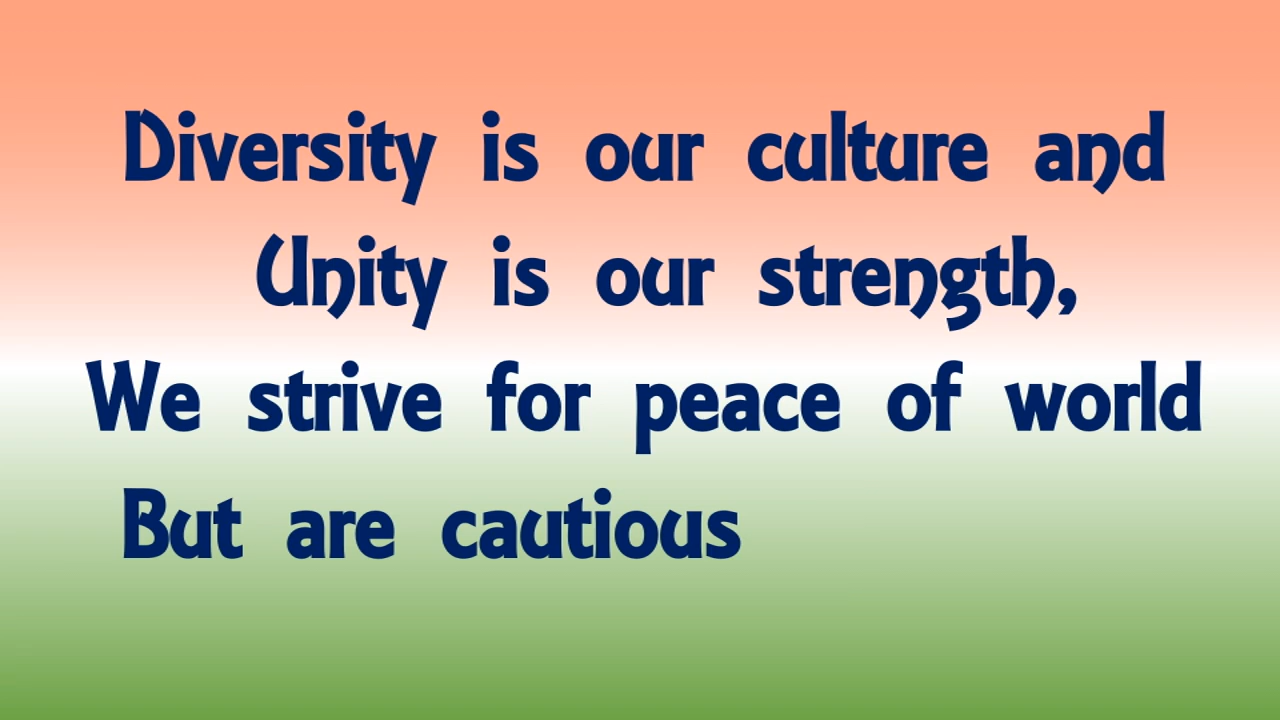 Diversity is our culture and
Unity is our strength,
We strive for peace of world
But are cautious